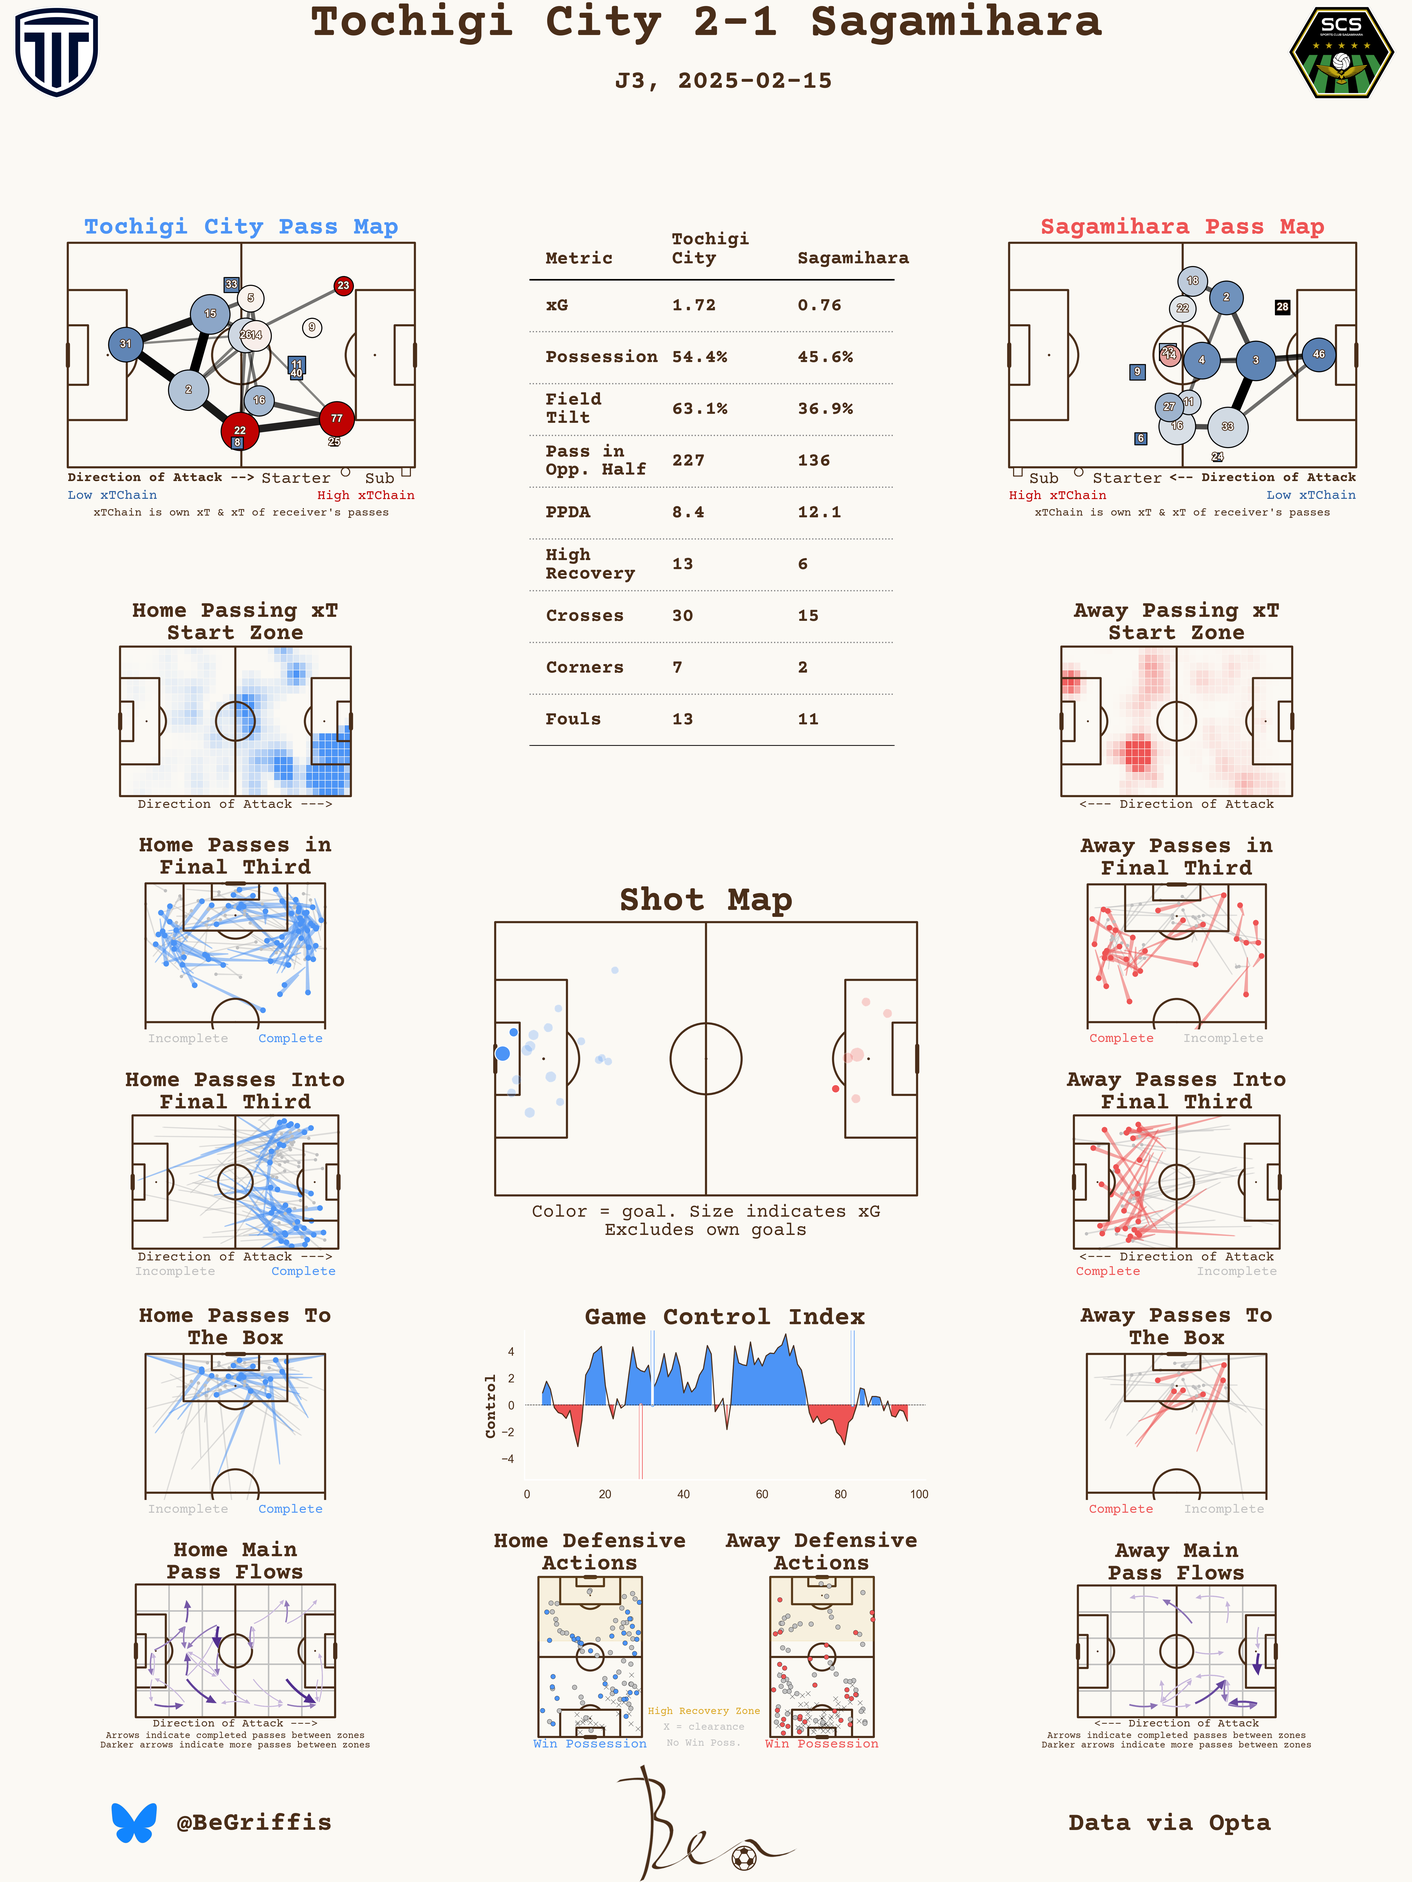 Tochigi City 2-1 Sagamihara
J3, 2025-02-15
SCS
SPORTS CLUB SAGAMIHARA
Tochigi City Pass Map
33
23
5
15
26
14
9
31
11
40
2
16
77
22
8
25
Direction of Attack --> Starter Sub
Low xTChain High xTChain
xTChain is own xT & xT of receiver's passes
Metric Tochigi City Sagamihara
xG 1.72 0.76
Possession 54.4% 45.6%
Field Tilt 63.1% 36.9%
Pass in Opp. Half 227 136
PPDA 8.4 12.1
High Recovery 13 6
Crosses 30 15
Corners 7 2
Fouls 13 11
Sagamihara Pass Map
18
2
22
28
14
4
3
46
9
11
27
16
33
6
24
Sub Starter <-- Direction of Attack
High xTChain Low xTChain
xTChain is own xT & xT of receiver's passes
Home Passing xT
Start Zone
Direction of Attack --->
Away Passing xT
Start Zone
<--- Direction of Attack
Home Passes in
Final Third
Incomplete Complete
Away Passes in
Final Third
Complete Incomplete
Shot Map
Color = goal. Size indicates xG
Excludes own goals
Home Passes Into
Final Third
Direction of Attack --->
Incomplete Complete
Away Passes Into
Final Third
<--- Direction of Attack
Complete Incomplete
Home Passes To
The Box
Incomplete Complete
Game Control Index
Control
4
2
0
−2
−4
0 20 40 60 80 100
Away Passes To
The Box
Complete Incomplete
Home Main
Pass Flows
Direction of Attack --->
Arrows indicate completed passes between zones
Darker arrows indicate more passes between zones
Home Defensive
Actions
Win Possession
High Recovery Zone
X = clearance
No Win Poss.
Away Defensive
Actions
Win Possession
Away Main
Pass Flows
<--- Direction of Attack
Arrows indicate completed passes between zones
Darker arrows indicate more passes between zones
@BeGriffis
Ben
Data via Opta